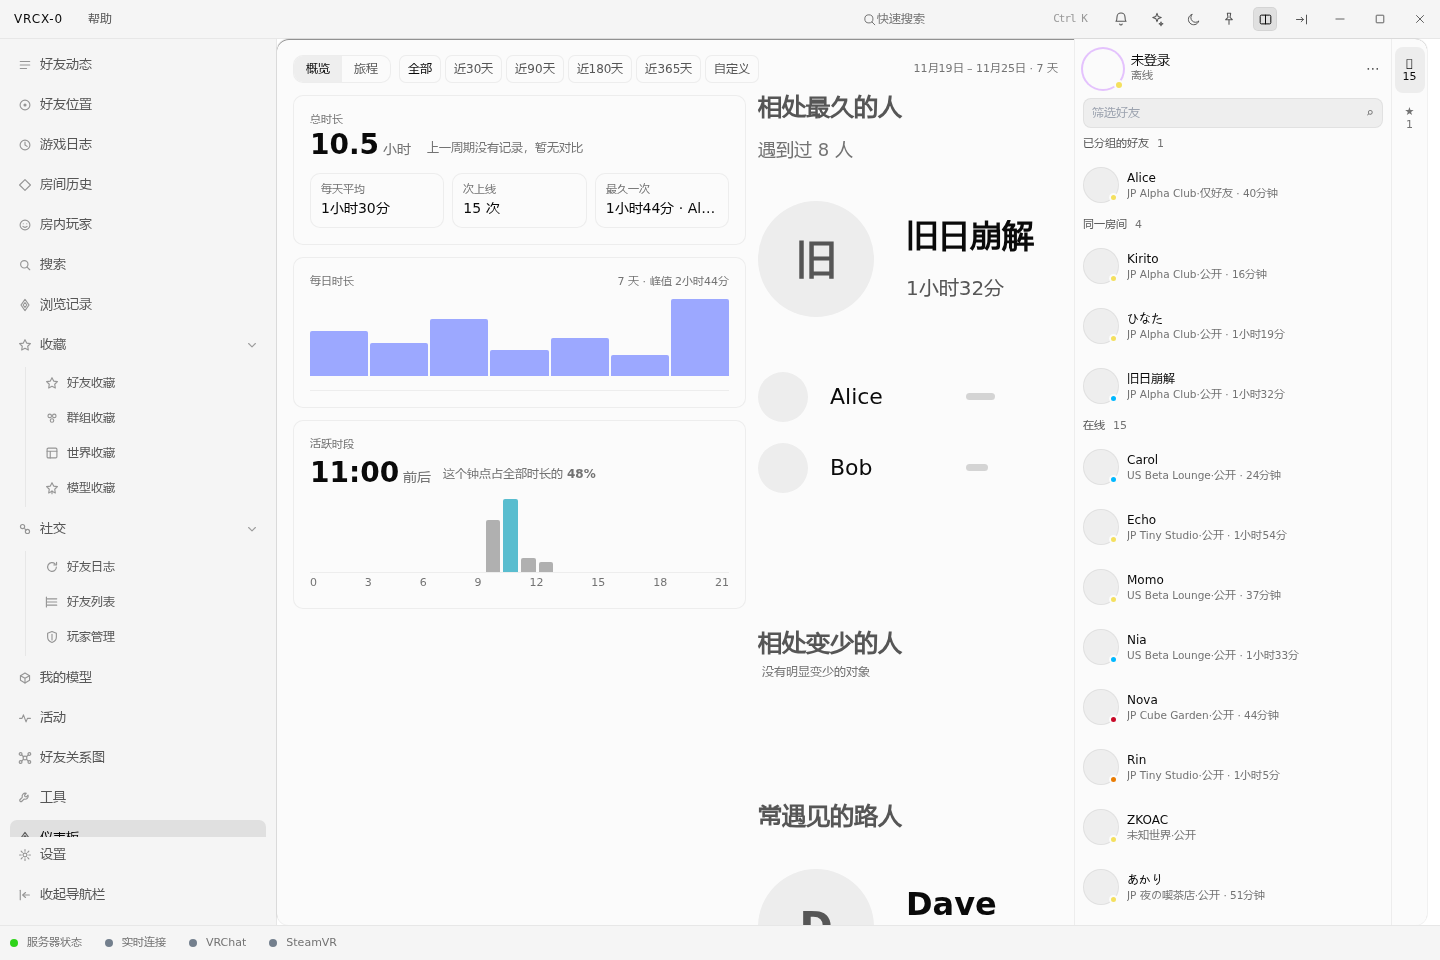 VRCX-0
帮助
快速搜索
Ctrl K
好友动态
好友位置
游戏日志
房间历史
房内玩家
搜索
浏览记录
收藏
好友收藏
群组收藏
世界收藏
模型收藏
社交
好友日志
好友列表
玩家管理
我的模型
活动
好友关系图
工具
仪表板
设置
收起导航栏
概览
旅程
全部
近30天
近90天
近180天
近365天
自定义
11月19日 – 11月25日 · 7 天
总时长
10.5 小时
上一周期没有记录，暂无对比
每天平均
1小时30分
次上线
15 次
最久一次
1小时44分 · Al…
每日时长
7 天 · 峰值 2小时44分
活跃时段
11:00 前后
这个钟点占全部时长的 48%
0 3 6 9 12 15 18 21
相处最久的人
遇到过 8 人
旧
旧日崩解
1小时32分
Alice
Bob
相处变少的人
没有明显变少的对象
常遇见的路人
D
Dave
未登录
离线
筛选好友
已分组的好友 1
Alice
JP Alpha Club·仅好友 · 40分钟
同一房间 4
Kirito
JP Alpha Club·公开 · 16分钟
ひなた
JP Alpha Club·公开 · 1小时19分
旧日崩解
JP Alpha Club·公开 · 1小时32分
在线 15
Carol
US Beta Lounge·公开 · 24分钟
Echo
JP Tiny Studio·公开 · 1小时54分
Momo
US Beta Lounge·公开 · 37分钟
Nia
US Beta Lounge·公开 · 1小时33分
Nova
JP Cube Garden·公开 · 44分钟
Rin
JP Tiny Studio·公开 · 1小时5分
ZKOAC
未知世界·公开
あかり
JP 夜の喫茶店·公开 · 51分钟
15
★
1
服务器状态
实时连接
VRChat
SteamVR